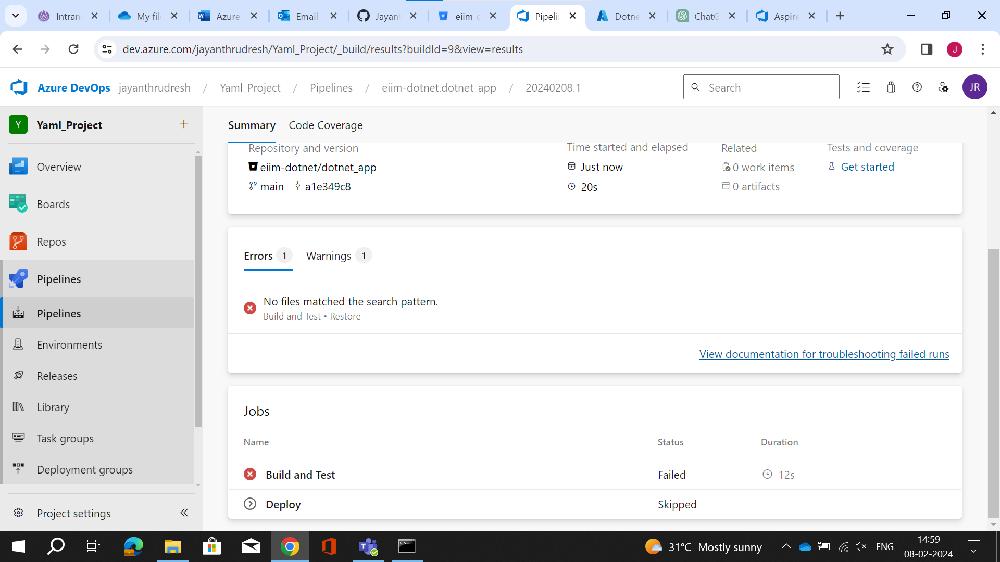 Intran
My fil
Azure
Email
Jayant
eiim-d
Pipelin
Dotne
ChatG
Aspire
dev.azure.com/jayanthrudresh/Yaml_Project/_build/results?buildId=9&view=results
J
Azure DevOps jayanthrudresh / Yaml_Project / Pipelines / eiim-dotnet.dotnet_app / 20240208.1
Search
JR
Y Yaml_Project
Overview
Boards
Repos
Pipelines
Pipelines
Environments
Releases
Library
Task groups
Deployment groups
Project settings
Summary Code Coverage
Repository and version
eiim-dotnet/dotnet_app
main a1e349c8
Time started and elapsed
Just now
20s
Related
0 work items
0 artifacts
Tests and coverage
Get started
Errors 1 Warnings 1
No files matched the search pattern.
Build and Test • Restore
View documentation for troubleshooting failed runs
Jobs
Name Status Duration
Build and Test Failed 12s
Deploy Skipped
31°C Mostly sunny
ENG
14:59
08-02-2024